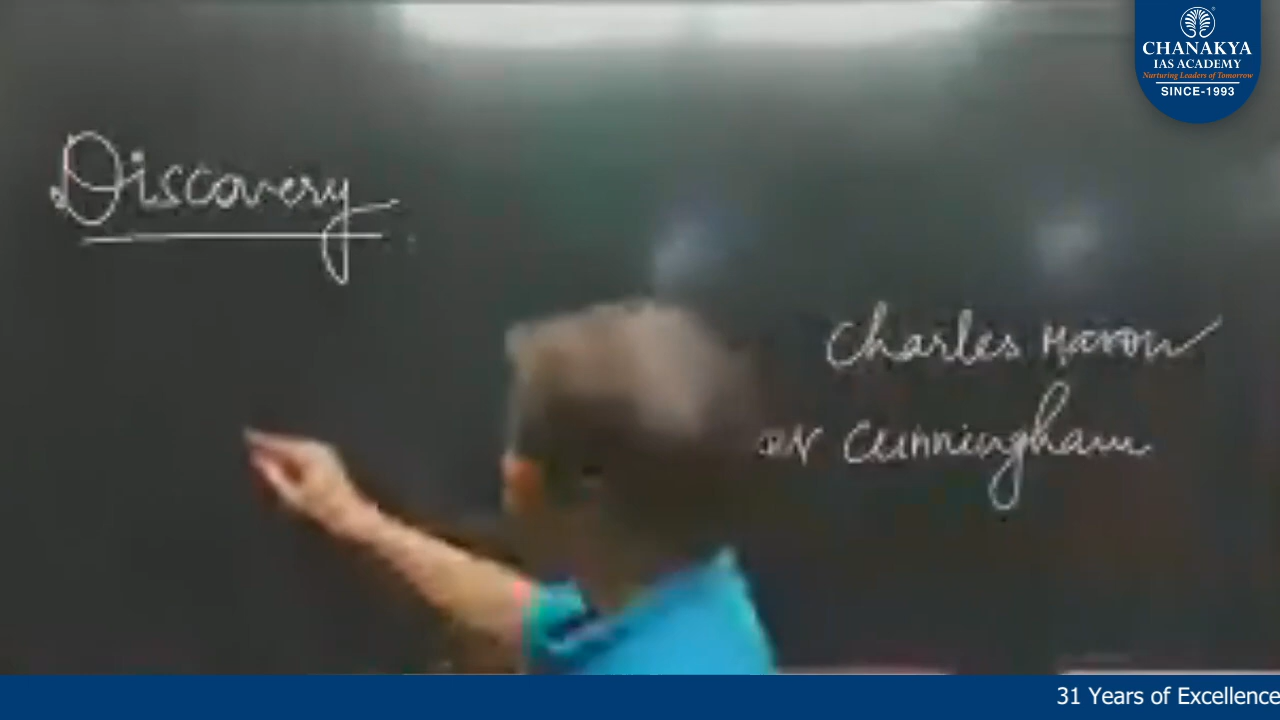 CHANAKYA
IAS ACADEMY
Nurturing Leaders of Tomorrow
SINCE-1993
Discovery
Charles
Cunningham
31 Years of Excellence